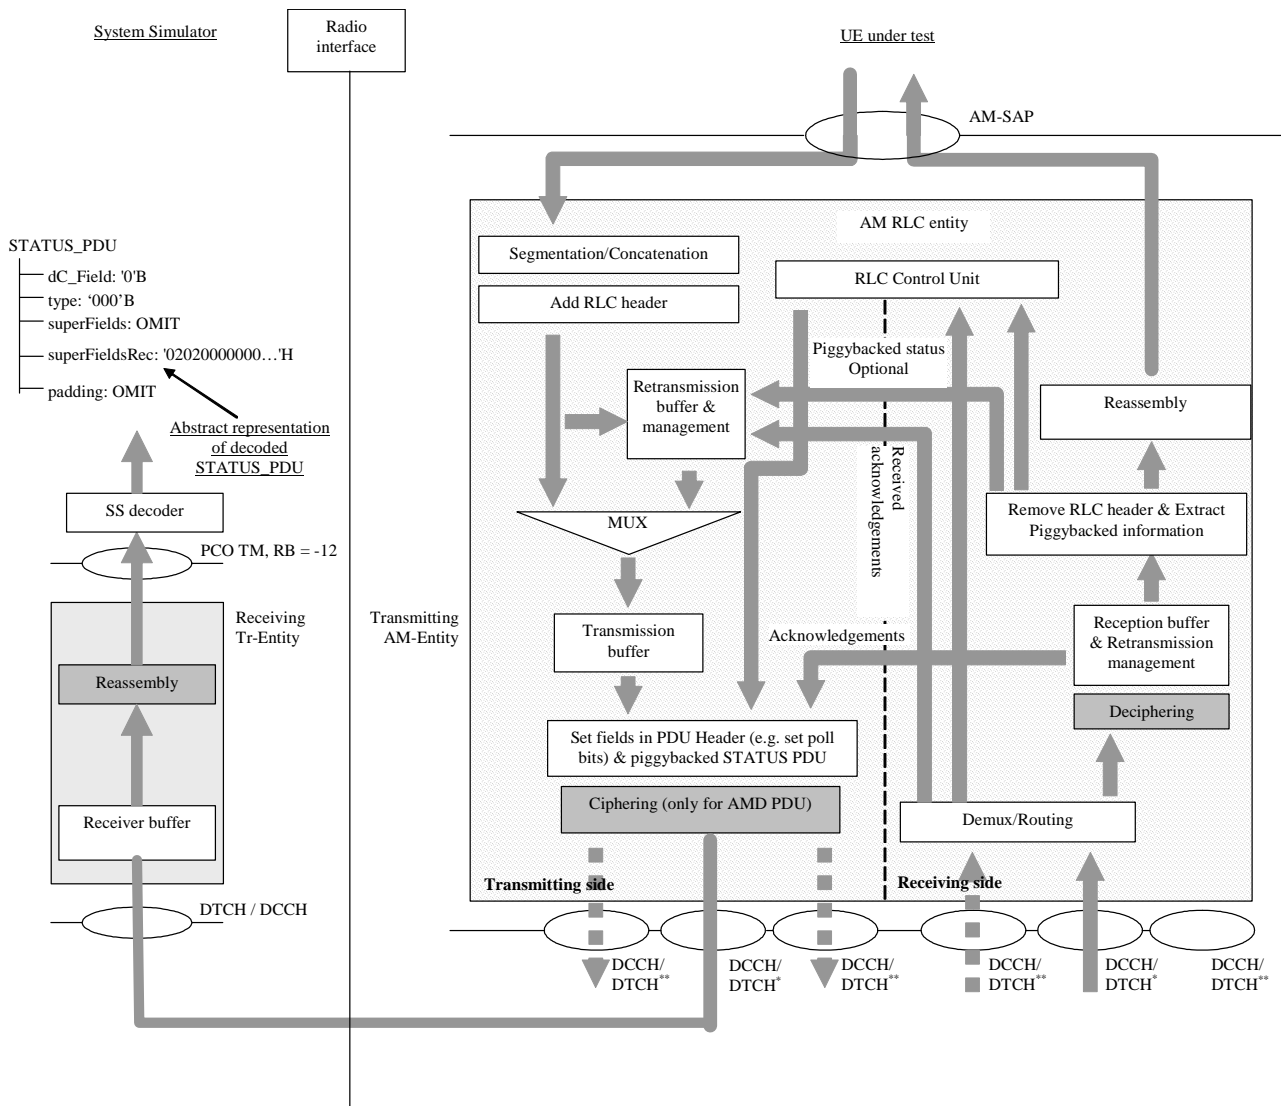 System Simulator
Radio
interface
UE under test
AM-SAP
AM RLC entity
STATUS_PDU
dC_Field: '0'B
type: ‘000’B
superFields: OMIT
superFieldsRec: '02020000000…'H
padding: OMIT
Abstract representation
of decoded
STATUS_PDU
SS decoder
PCO TM, RB = -12
Receiving
Tr-Entity
Reassembly
Receiver buffer
DTCH / DCCH
Transmitting
AM-Entity
Segmentation/Concatenation
Add RLC header
RLC Control Unit
Piggybacked status
Optional
Retransmission
buffer &
management
Reassembly
Received
acknowledgements
MUX
Remove RLC header & Extract
Piggybacked information
Transmission
buffer
Acknowledgements
Reception buffer
& Retransmission
management
Deciphering
Set fields in PDU Header (e.g. set poll
bits) & piggybacked STATUS PDU
Ciphering (only for AMD PDU)
Demux/Routing
Transmitting side
Receiving side
DCCH/
DTCH**
DCCH/
DTCH*
DCCH/
DTCH**
DCCH/
DTCH**
DCCH/
DTCH*
DCCH/
DTCH**